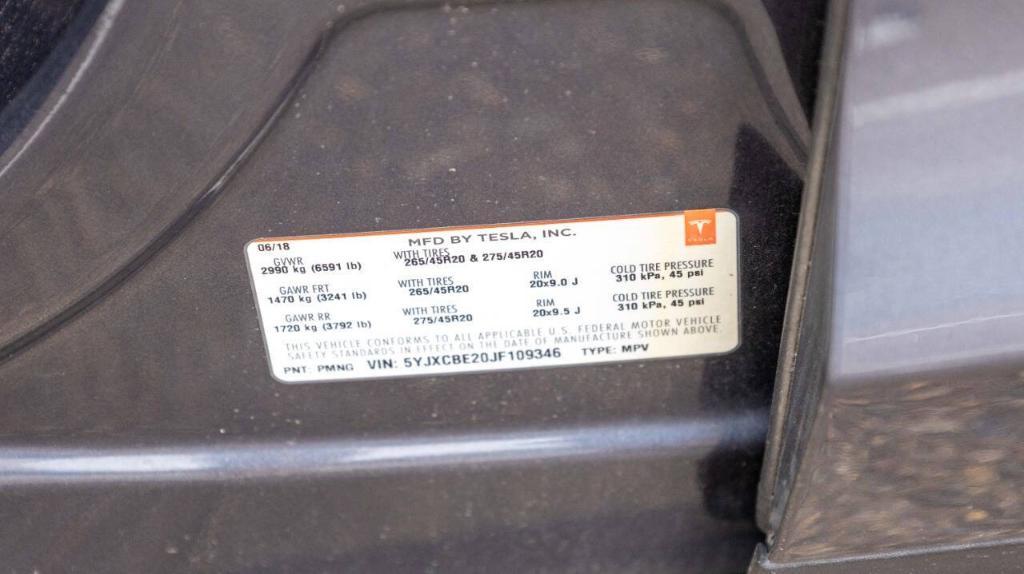 06/18 MFD BY TESLA, INC. TESLA
GVWR WITH TIRES
2990 kg (6591 lb) 265/45R20 & 275/45R20
GAWR FRT WITH TIRES RIM COLD TIRE PRESSURE
1470 kg (3241 lb) 265/45R20 20x9.0 J 310 kPa, 45 psi
GAWR RR WITH TIRES RIM COLD TIRE PRESSURE
1720 kg (3792 lb) 275/45R20 20x9.5 J 310 kPa, 45 psi
THIS VEHICLE CONFORMS TO ALL APPLICABLE U.S. FEDERAL MOTOR VEHICLE
SAFETY STANDARDS IN EFFECT ON THE DATE OF MANUFACTURE SHOWN ABOVE.
PNT: PMNG VIN: 5YJXCBE20JF109346 TYPE: MPV